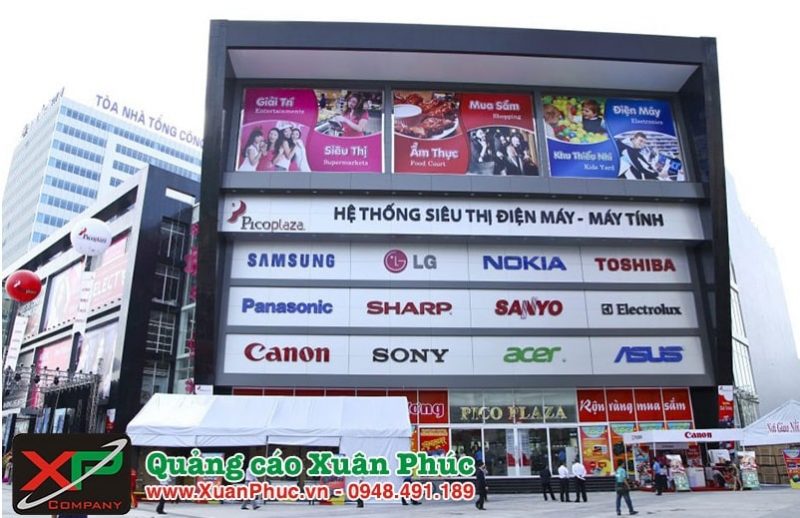 TÒA NHÀ TỔNG CÔNG
Giải Trí
Entertainments
Siêu Thị
Supermarkets
Mua Sắm
Shopping
Ẩm Thực
Food Court
Điện Máy
Electronics
Khu Thiếu Nhi
Kids Yard
Picoplaza
HỆ THỐNG SIÊU THỊ ĐIỆN MÁY - MÁY TÍNH
SAMSUNG LG NOKIA TOSHIBA
Panasonic SHARP SANYO Electrolux
Canon SONY acer ASUS
PICO PLAZA
Rộn ràng mua sắm
Canon
XP
COMPANY
Quảng cáo Xuân Phúc
www.XuanPhuc.vn - 0948.491.189